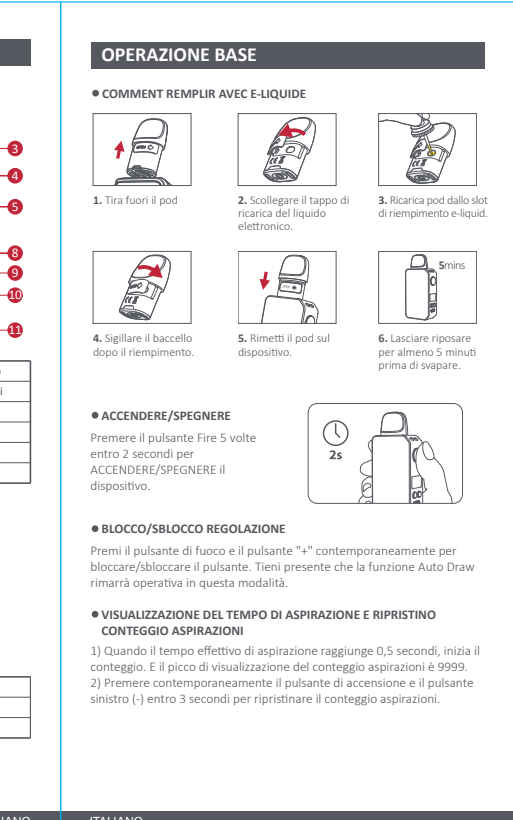 3
4
5
8
9
10
11
i
OPERAZIONE BASE
● COMMENT REMPLIR AVEC E-LIQUIDE
1. Tira fuori il pod
2. Scollegare il tappo di
ricarica del liquido
elettronico.
3. Ricarica pod dallo slot
di riempimento e-liquid.
4. Sigillare il baccello
dopo il riempimento.
5. Rimetti il pod sul
dispositivo.
5mins
6. Lasciare riposare
per almeno 5 minuti
prima di svapare.
● ACCENDERE/SPEGNERE
Premere il pulsante Fire 5 volte
entro 2 secondi per
ACCENDERE/SPEGNERE il
dispositivo.
2s
● BLOCCO/SBLOCCO REGOLAZIONE
Premi il pulsante di fuoco e il pulsante "+" contemporaneamente per
bloccare/sbloccare il pulsante. Tieni presente che la funzione Auto Draw
rimarrà operativa in questa modalità.
● VISUALIZZAZIONE DEL TEMPO DI ASPIRAZIONE E RIPRISTINO
CONTEGGIO ASPIRAZIONI
1) Quando il tempo effettivo di aspirazione raggiunge 0,5 secondi, inizia il
conteggio. E il picco di visualizzazione del conteggio aspirazioni è 9999.
2) Premere contemporaneamente il pulsante di accensione e il pulsante
sinistro (-) entro 3 secondi per ripristinare il conteggio aspirazioni.